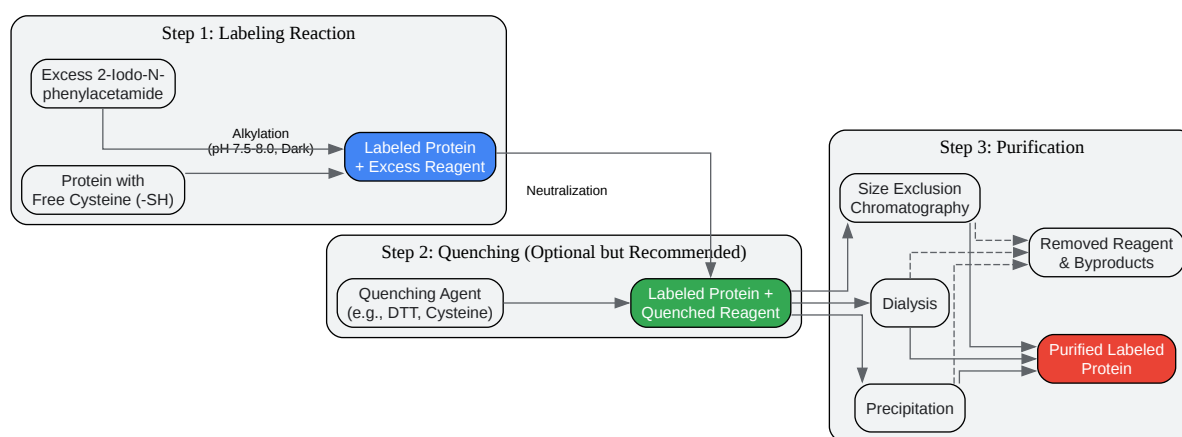 Step 1: Labeling Reaction
Excess 2-Iodo-N-
phenylacetamide
Alkylation
(pH 7.5-8.0, Dark)
Labeled Protein
+ Excess Reagent
Protein with
Free Cysteine (-SH)
Neutralization
Step 2: Quenching (Optional but Recommended)
Quenching Agent
(e.g., DTT, Cysteine)
Labeled Protein +
Quenched Reagent
Step 3: Purification
Size Exclusion
Chromatography
Removed Reagent
& Byproducts
Dialysis
Purified Labeled
Protein
Precipitation